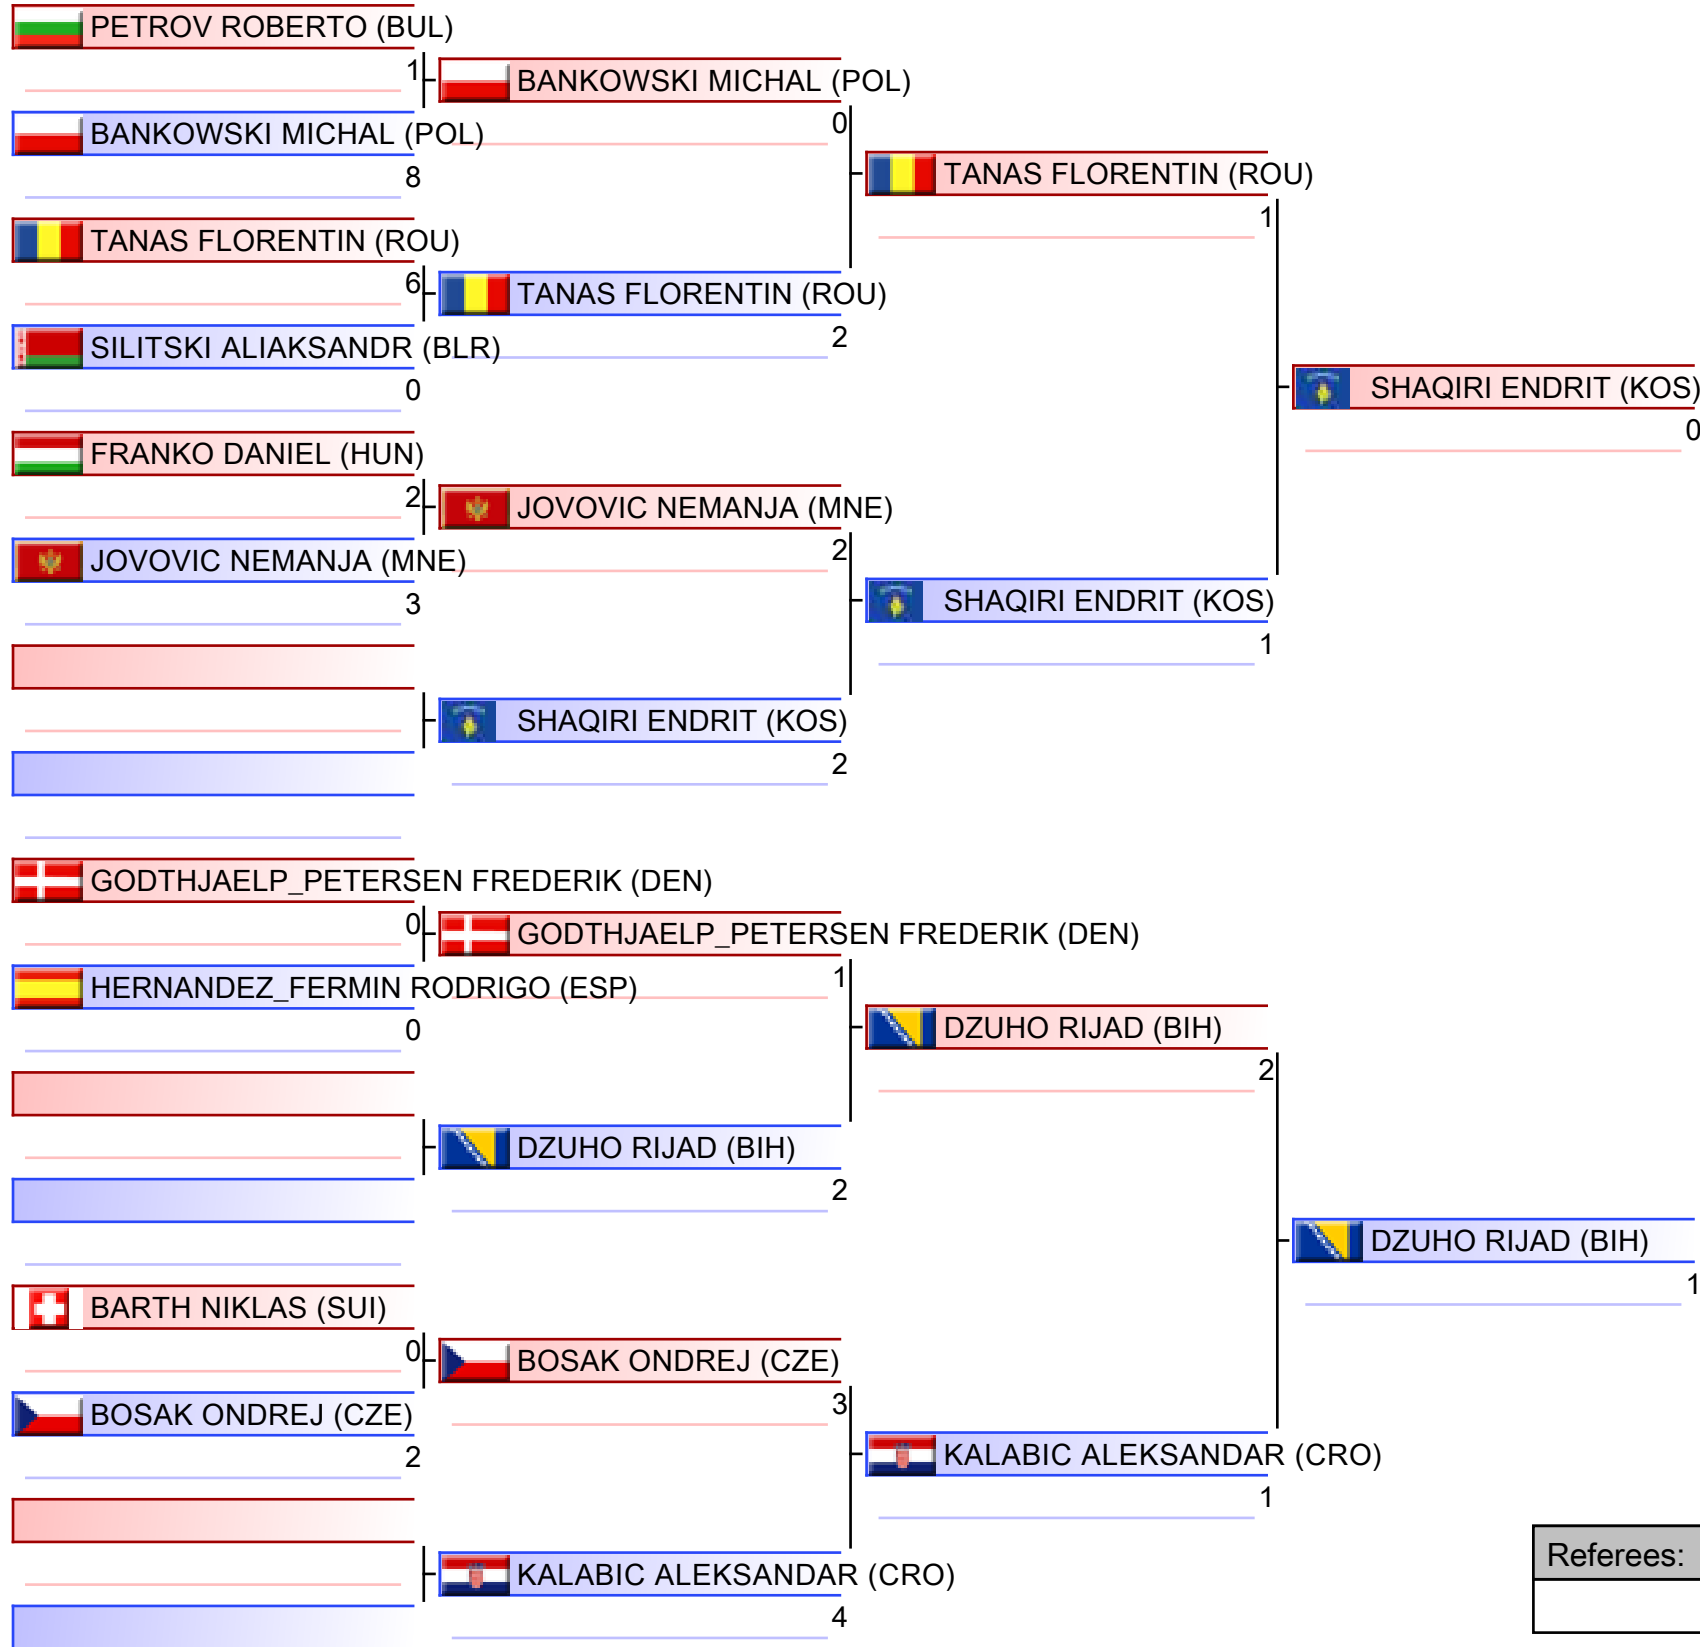 PETROV ROBERTO (BUL)
1
BANKOWSKI MICHAL (POL)
8
TANAS FLORENTIN (ROU)
6
SILITSKI ALIAKSANDR (BLR)
0
FRANKO DANIEL (HUN)
2
JOVOVIC NEMANJA (MNE)
3
GODTHJAELP_PETERSEN FREDERIK (DEN)
0
HERNANDEZ_FERMIN RODRIGO (ESP)
0
BARTH NIKLAS (SUI)
0
BOSAK ONDREJ (CZE)
2
BANKOWSKI MICHAL (POL)
0
TANAS FLORENTIN (ROU)
2
JOVOVIC NEMANJA (MNE)
2
SHAQIRI ENDRIT (KOS)
2
GODTHJAELP_PETERSEN FREDERIK (DEN)
1
DZUHO RIJAD (BIH)
2
BOSAK ONDREJ (CZE)
3
KALABIC ALEKSANDAR (CRO)
4
TANAS FLORENTIN (ROU)
1
SHAQIRI ENDRIT (KOS)
1
DZUHO RIJAD (BIH)
2
KALABIC ALEKSANDAR (CRO)
1
SHAQIRI ENDRIT (KOS)
0
DZUHO RIJAD (BIH)
1
Referees: